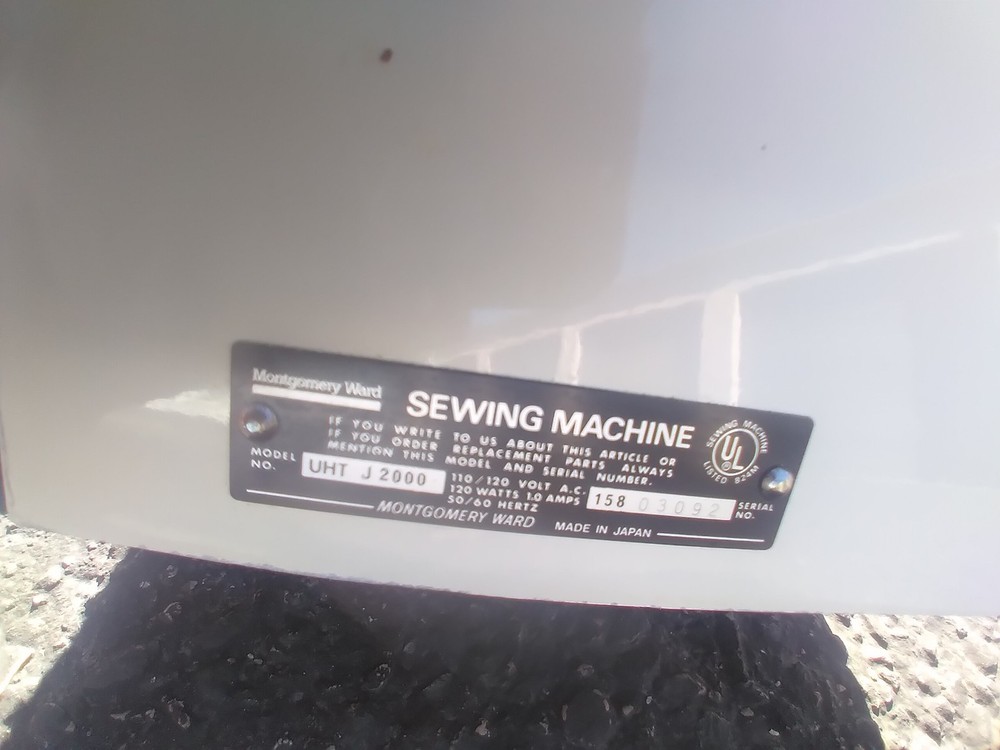 Montgomery Ward
SEWING MACHINE
IF YOU WRITE TO US ABOUT THIS ARTICLE OR
IF YOU ORDER REPLACEMENT PARTS ALWAYS
MENTION THIS MODEL AND SERIAL NUMBER.
SEWING MACHINE
UL
®
LISTED 824M
MODEL NO.
UHT J 2000
110/120 VOLT A.C.
120 WATTS 1.0 AMPS
50/60 HERTZ
158 03092
SERIAL NO.
MONTGOMERY WARD
MADE IN JAPAN